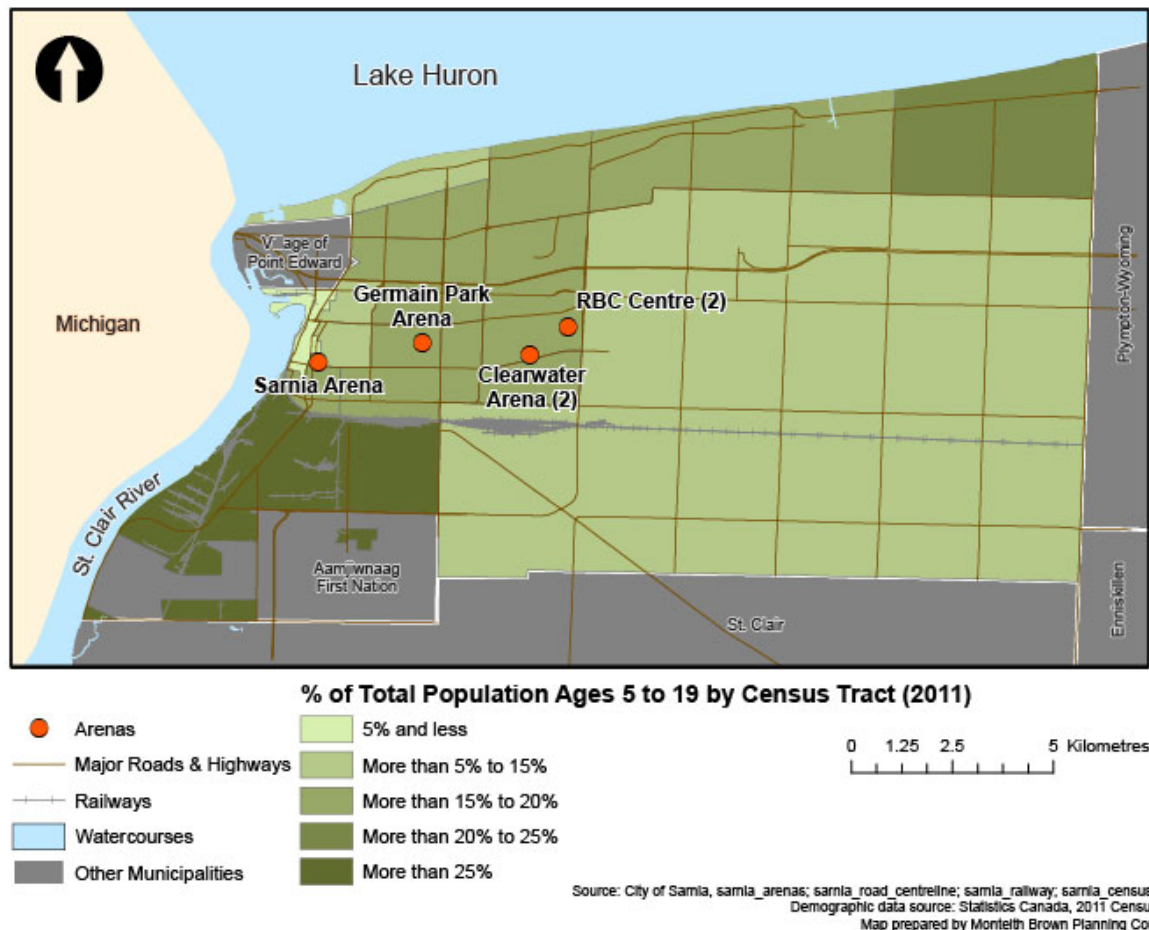 Lake Huron
Village of
Point Edward
Michigan
Germain Park
Arena
RBC Centre (2)
Sarnia Arena
Clearwater
Arena (2)
Plympton-Wyoming
St. Clair River
Aamjiwnaag
First Nation
St. Clair
Enniskillen
% of Total Population Ages 5 to 19 by Census Tract (2011)
Arenas
Major Roads & Highways
Railways
Watercourses
Other Municipalities
5% and less
More than 5% to 15%
More than 15% to 20%
More than 20% to 25%
More than 25%
0 1.25 2.5 5 Kilometres
Source: City of Sarnia, sarnia_arenas; sarnia_road_centreline; sarnia_railway; sarnia_census
Demographic data source: Statistics Canada, 2011 Census
Map prepared by Monteith Brown Planning Co